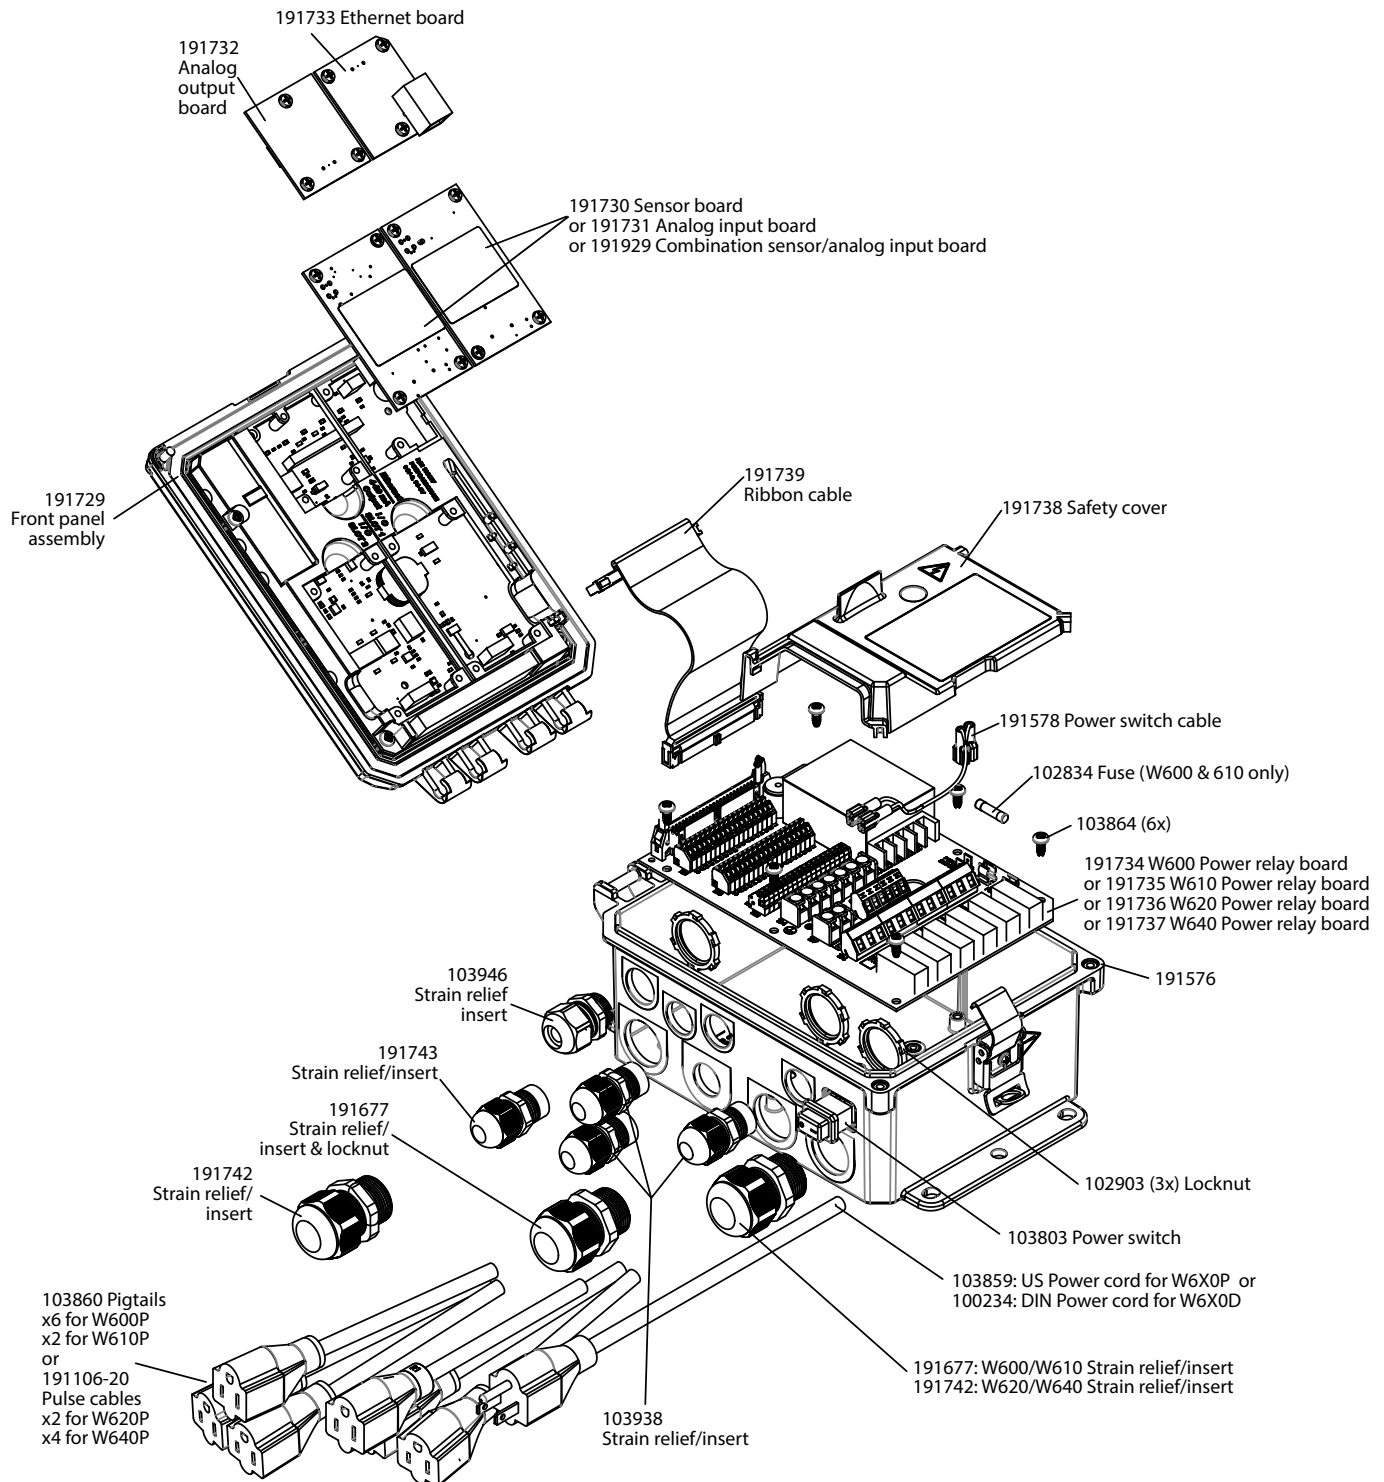 191733 Ethernet board
191732
Analog
output
board
191730 Sensor board
or 191731 Analog input board
or 191929 Combination sensor/analog input board
191739
Ribbon cable
191738 Safety cover
191729
Front panel
assembly
191578 Power switch cable
102834 Fuse (W600 & 610 only)
103864 (6x)
191734 W600 Power relay board
or 191735 W610 Power relay board
or 191736 W620 Power relay board
or 191737 W640 Power relay board
191576
103946
Strain relief
insert
191743
Strain relief/insert
191677
Strain relief/
insert & locknut
191742
Strain relief/
insert
102903 (3x) Locknut
103803 Power switch
103859: US Power cord for W6X0P or
100234: DIN Power cord for W6X0D
103860 Pigtails
x6 for W600P
x2 for W610P
or
191106-20
Pulse cables
x2 for W620P
x4 for W640P
191677: W600/W610 Strain relief/insert
191742: W620/W640 Strain relief/insert
103938
Strain relief/insert